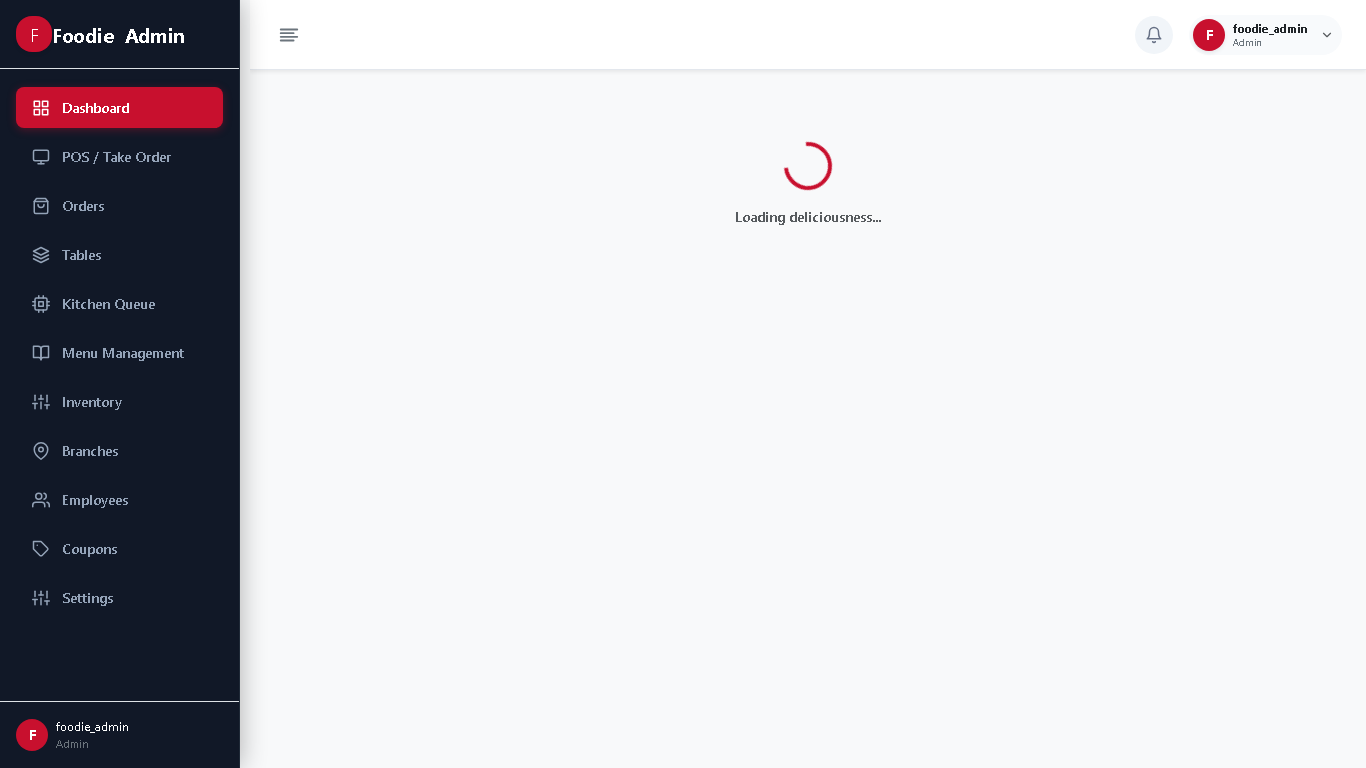 F Foodie Admin
Dashboard
POS / Take Order
Orders
Tables
Kitchen Queue
Menu Management
Inventory
Branches
Employees
Coupons
Settings
F
foodie_admin
Admin
F
foodie_admin
Admin
Loading deliciousness...